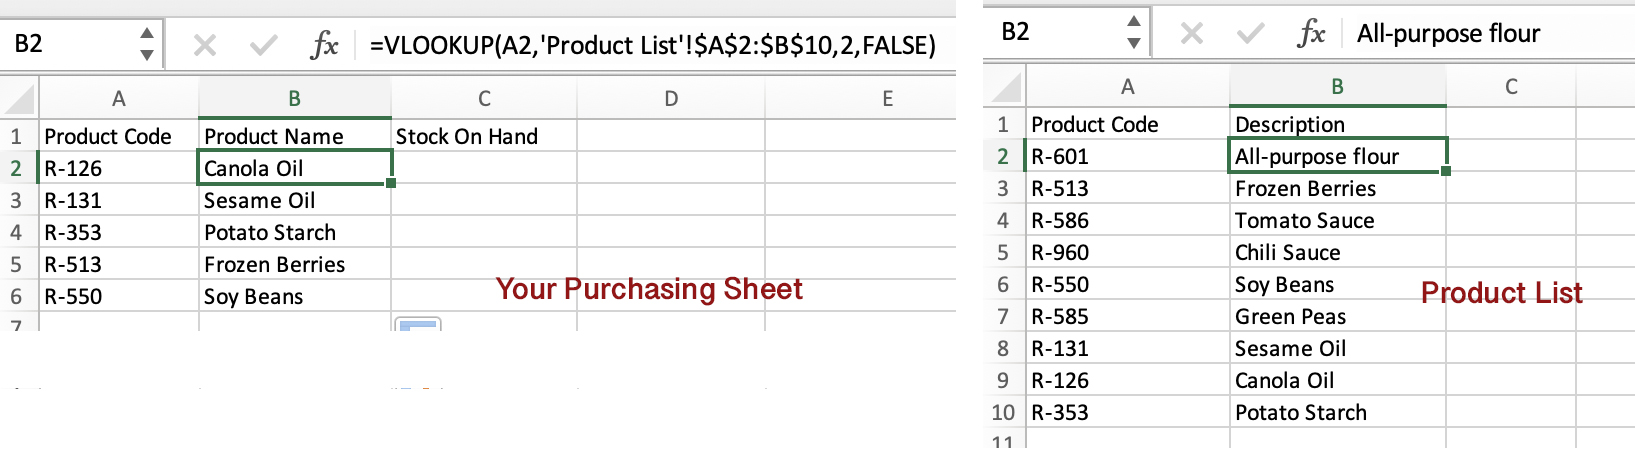 B2 fx =VLOOKUP(A2,'Product List'!$A$2:$B$10,2,FALSE)
A B C D E
1 Product Code Product Name Stock On Hand
2 R-126 Canola Oil
3 R-131 Sesame Oil
4 R-353 Potato Starch
5 R-513 Frozen Berries
6 R-550 Soy Beans
7
Your Purchasing Sheet
B2 fx All-purpose flour
A B C
1 Product Code Description
2 R-601 All-purpose flour
3 R-513 Frozen Berries
4 R-586 Tomato Sauce
5 R-960 Chili Sauce
6 R-550 Soy Beans
7 R-585 Green Peas
8 R-131 Sesame Oil
9 R-126 Canola Oil
10 R-353 Potato Starch
11
Product List